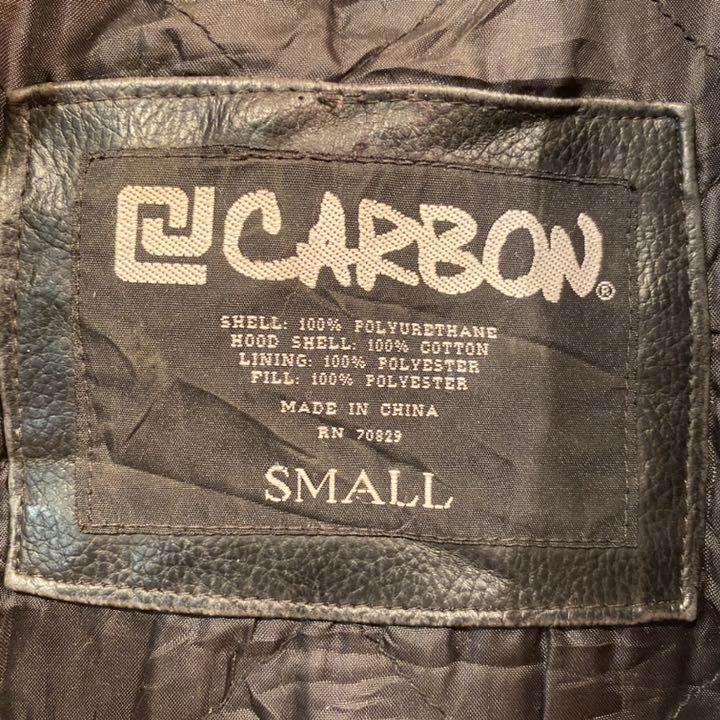 CARBON®
SHELL: 100% POLYURETHANE
HOOD SHELL: 100% COTTON
LINING: 100% POLYESTER
FILL: 100% POLYESTER
MADE IN CHINA
RN 70829
SMALL